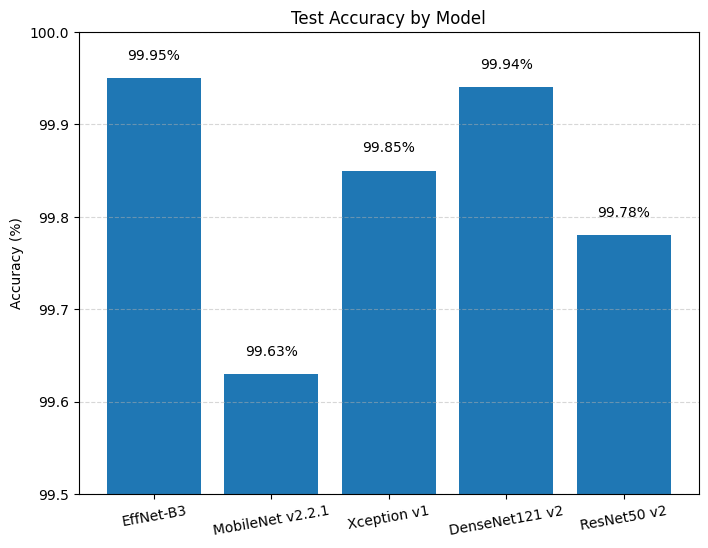 Test Accuracy by Model
Accuracy (%)
100.0
99.9
99.8
99.7
99.6
99.5
99.95%
99.63%
99.85%
99.94%
99.78%
EffNet-B3
MobileNet v2.2.1
Xception v1
DenseNet121 v2
ResNet50 v2